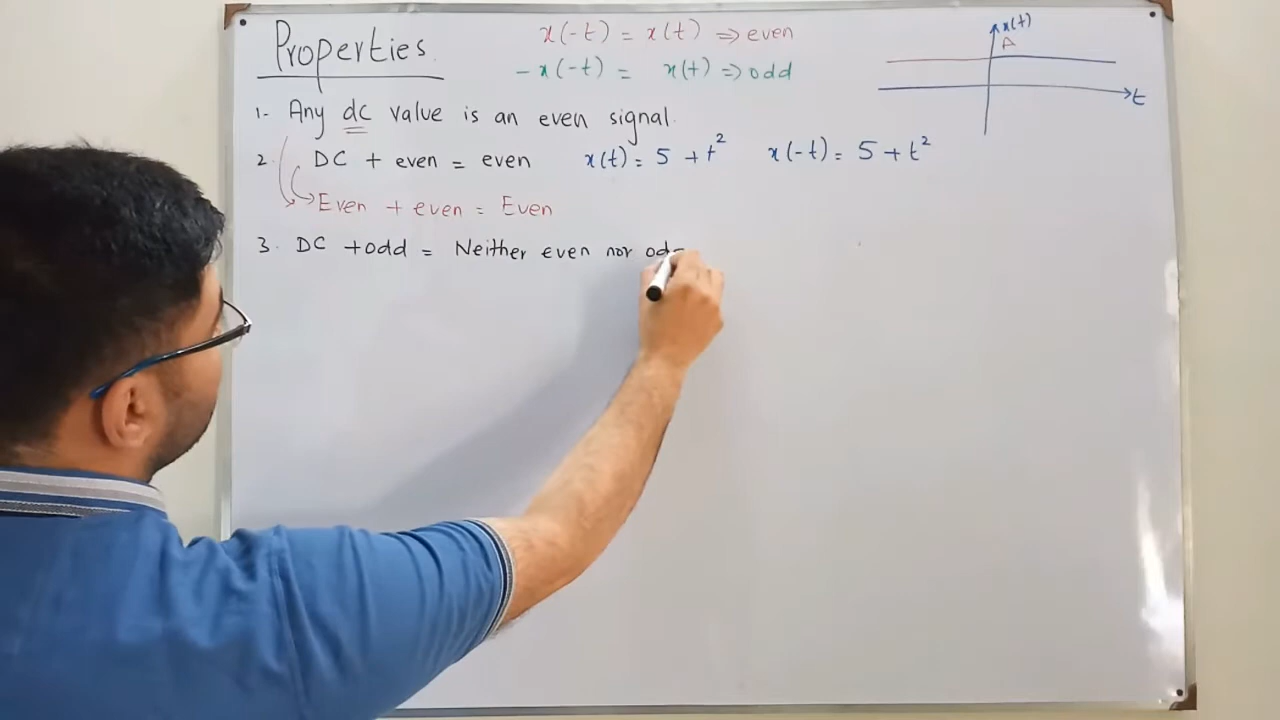 Properties
x(-t) = x(t) ⇒ even
-x(-t) = x(t) ⇒ odd
x(t)
A
t
1- Any dc value is an even signal.
2 DC + even = even x(t) = 5 + t² x(-t) = 5 + t²
Even + even = Even
3. DC + odd = Neither even nor od